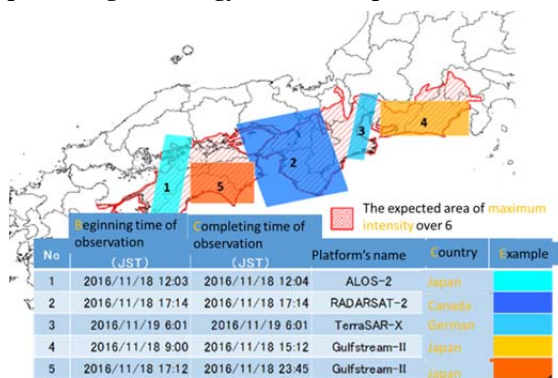 1
2
3
4
5
The expected area of maximum
intensity over 6
No
Beginning time of
observation
(JST)
Completing time of
observation
(JST)
Platform's name
Country
Example
1 2016/11/18 12:03 2016/11/18 12:04 ALOS-2 Japan
2 2016/11/18 17:14 2016/11/18 17:14 RADARSAT-2 Canada
3 2016/11/19 6:01 2016/11/19 6:01 TerraSAR-X German
4 2016/11/18 9:00 2016/11/18 15:12 Gulfstream-II Japan
5 2016/11/18 17:12 2016/11/18 23:45 Gulfstream-II Japan